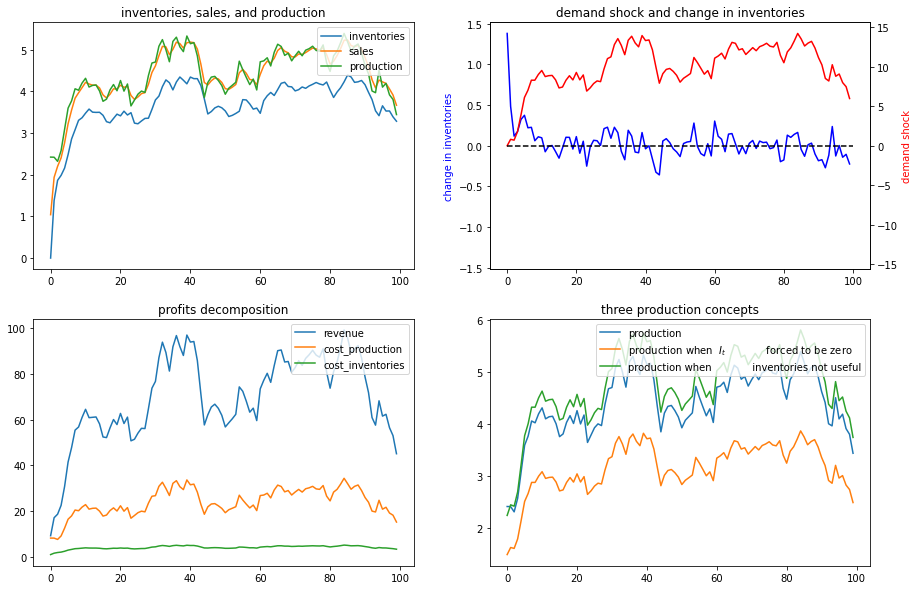 inventories, sales, and production
inventories
sales
production
5
4
3
2
1
0
0 20 40 60 80 100
demand shock and change in inventories
change in inventories
1.5
1.0
0.5
0.0
−0.5
−1.0
−1.5
15
10
5
0
−5
−10
−15
demand shock
0 20 40 60 80 100
profits decomposition
revenue
cost_production
cost_inventories
100
80
60
40
20
0
0 20 40 60 80 100
three production concepts
production
production when I_t forced to be zero
production when inventories not useful
6
5
4
3
2
0 20 40 60 80 100